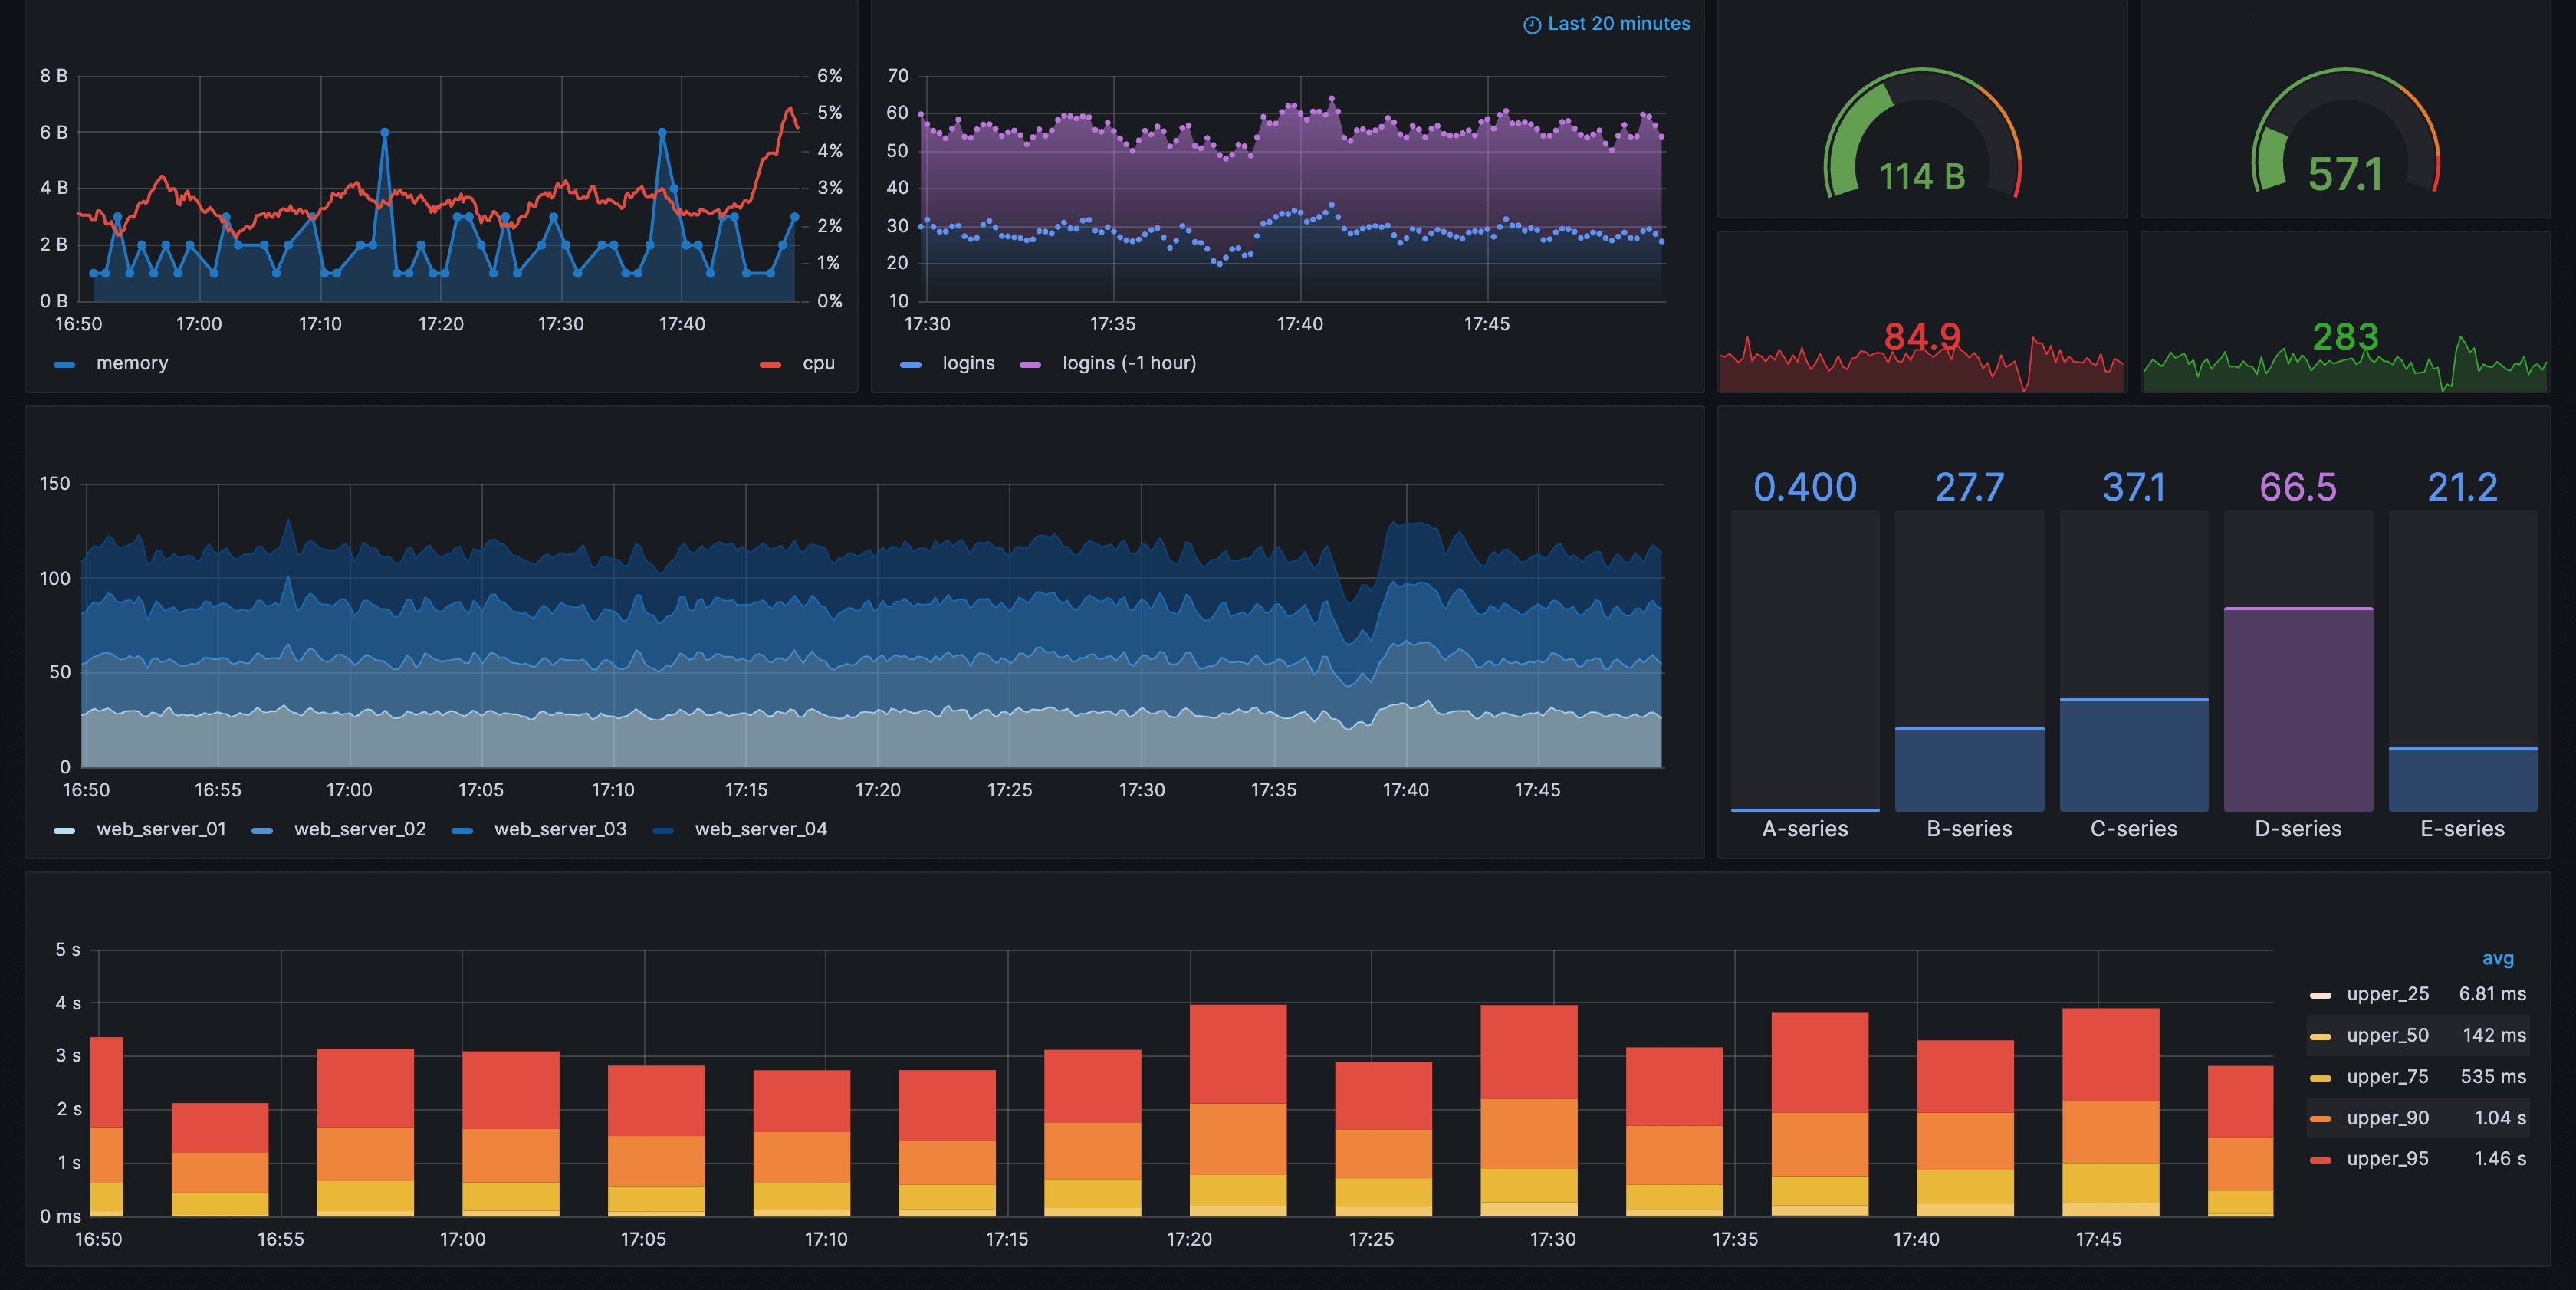 Last 20 minutes
8 B
6 B
4 B
2 B
0 B
6%
5%
4%
3%
2%
1%
0%
16:50 17:00 17:10 17:20 17:30 17:40
memory cpu
70
60
50
40
30
20
10
17:30 17:35 17:40 17:45
logins logins (-1 hour)
114 B
57.1
84.9
283
150
100
50
0
16:50 16:55 17:00 17:05 17:10 17:15 17:20 17:25 17:30 17:35 17:40 17:45
web_server_01 web_server_02 web_server_03 web_server_04
0.400 27.7 37.1 66.5 21.2
A-series B-series C-series D-series E-series
5 s
4 s
3 s
2 s
1 s
0 ms
16:50 16:55 17:00 17:05 17:10 17:15 17:20 17:25 17:30 17:35 17:40 17:45
avg
upper_25 6.81 ms
upper_50 142 ms
upper_75 535 ms
upper_90 1.04 s
upper_95 1.46 s